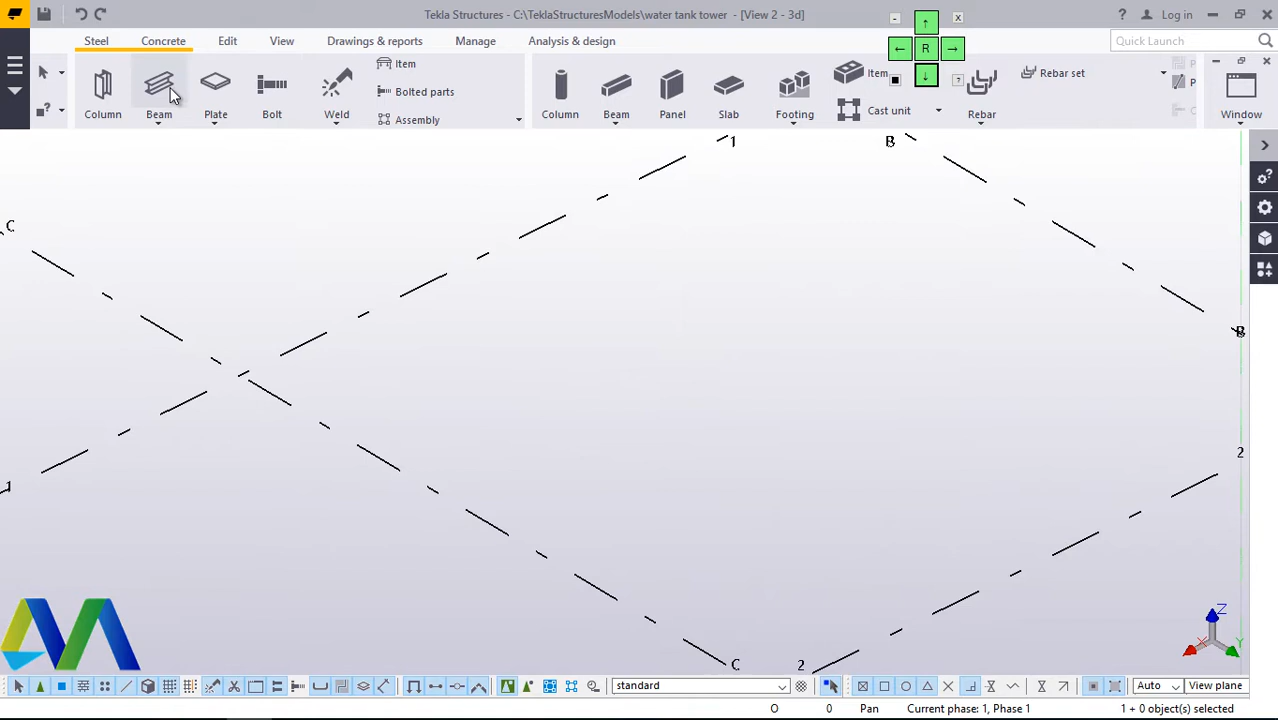 Tekla Structures - C:\TeklaStructuresModels\water tank tower - [View 2 - 3d]
? Log in
Steel Concrete Edit View Drawings & reports Manage Analysis & design
Quick Launch
R
Column Beam Plate Bolt Weld
Item
Bolted parts
Assembly
Column Beam Panel Slab Footing
Item
Cast unit
Rebar
Rebar set
Window
1 B
C
B
2
1
C 2
Z
X Y
standard
Auto View plane
O 0 Pan Current phase: 1, Phase 1 1 + 0 object(s) selected